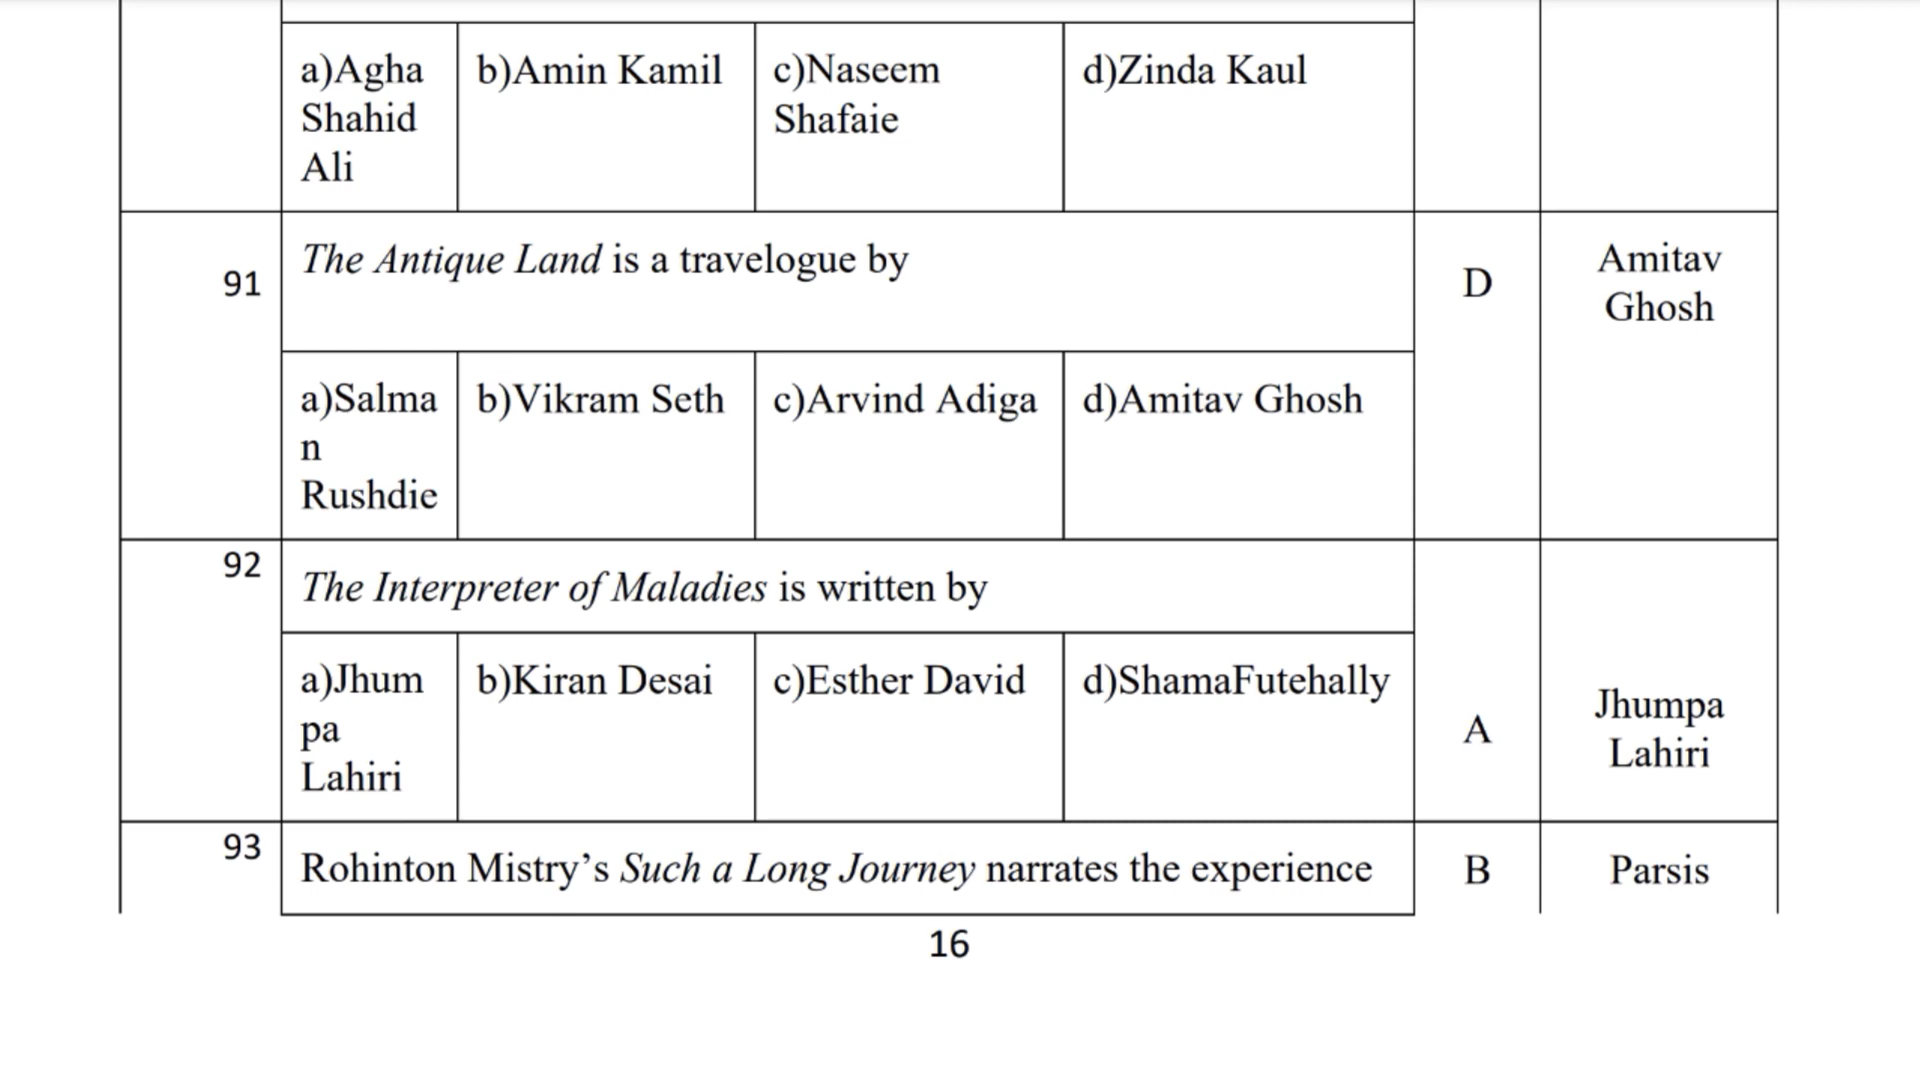 a)Agha
Shahid
Ali
b)Amin Kamil
c)Naseem
Shafaie
d)Zinda Kaul
91
The Antique Land is a travelogue by
D
Amitav
Ghosh
a)Salma
n
Rushdie
b)Vikram Seth
c)Arvind Adiga
d)Amitav Ghosh
92
The Interpreter of Maladies is written by
a)Jhum
pa
Lahiri
b)Kiran Desai
c)Esther David
d)ShamaFutehally
A
Jhumpa
Lahiri
93
Rohinton Mistry’s Such a Long Journey narrates the experience
B
Parsis
16